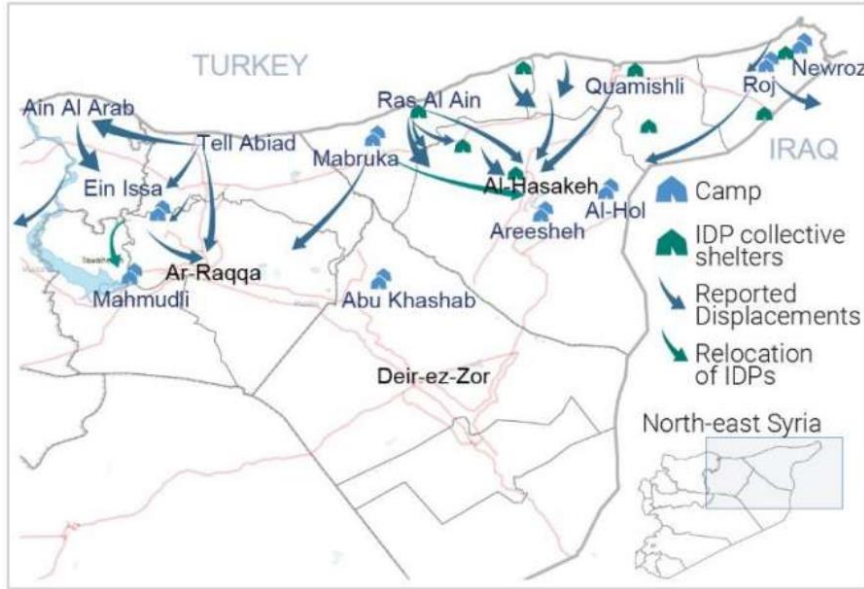 TURKEY
Ain Al Arab
Tell Abiad
Ein Issa
Ras Al Ain
Mabruka
Quamishli
Roj
Newroz
IRAQ
Al-Hasakeh
Al-Hol
Areesheh
Ar-Raqqa
Mahmudli
Abu Khashab
Deir-ez-Zor
Camp
IDP collective
shelters
Reported
Displacements
Relocation
of IDPs
North-east Syria